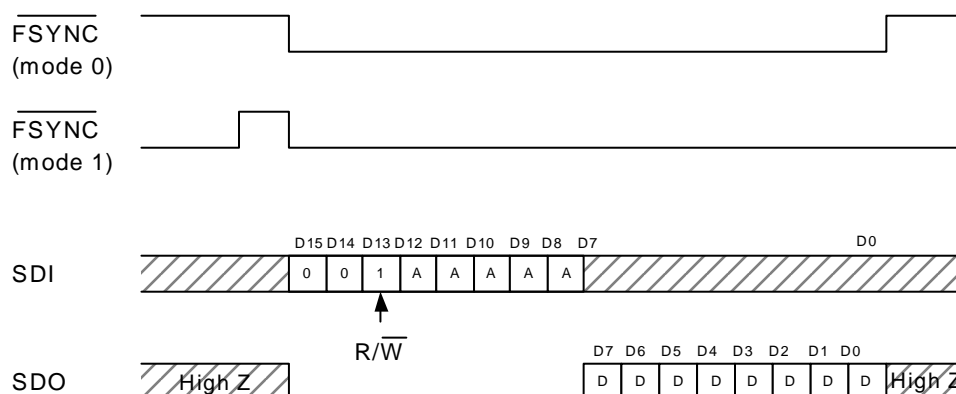 FSYNC
(mode 0)
FSYNC
(mode 1)
D15 D14 D13 D12 D11 D10 D9 D8 D7 D0
SDI 0 0 1 A A A A A
R/W
D7 D6 D5 D4 D3 D2 D1 D0
SDO High Z D D D D D D D D High Z